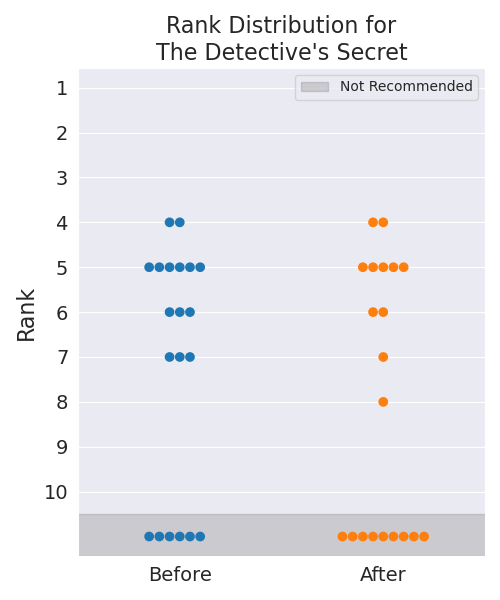 Rank Distribution for
The Detective's Secret
Not Recommended
1
2
3
4
5
6
7
8
9
10
Rank
Before
After